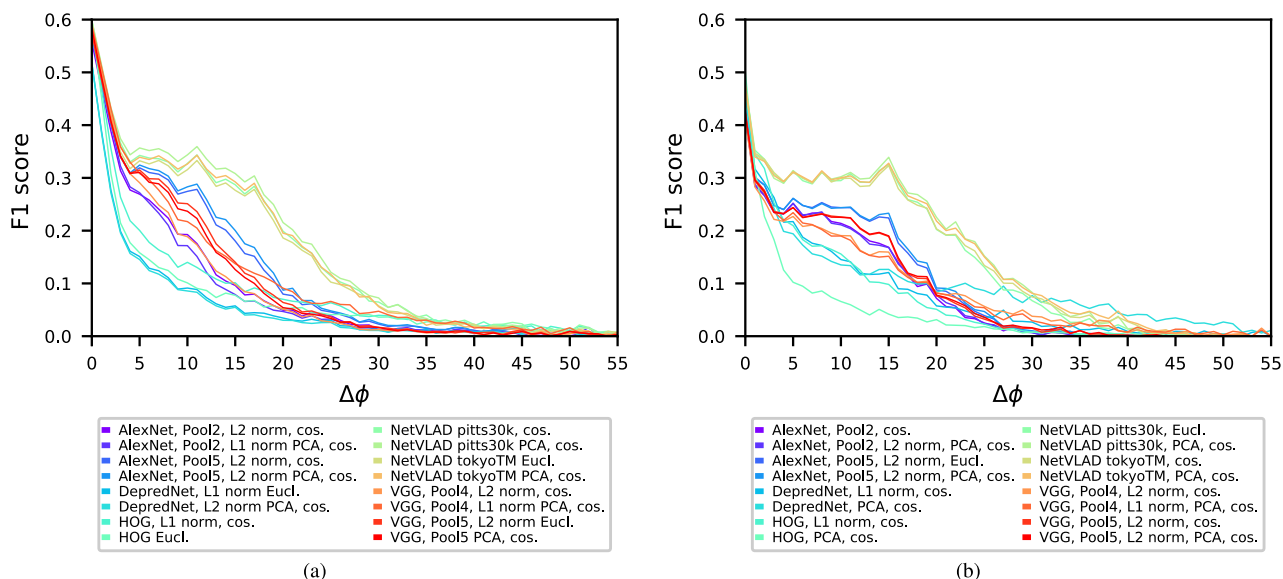 0.6
0.5
0.4
0.3
0.2
0.1
0.0
F1 score
0 5 10 15 20 25 30 35 40 45 50 55
Δϕ
AlexNet, Pool2, L2 norm, cos.
AlexNet, Pool2, L1 norm PCA, cos.
AlexNet, Pool5, L2 norm, cos.
AlexNet, Pool5, L2 norm PCA, cos.
DepredNet, L1 norm Eucl.
DepredNet, L2 norm PCA, cos.
HOG, L1 norm, cos.
HOG Eucl.
NetVLAD pitts30k, cos.
NetVLAD pitts30k PCA, cos.
NetVLAD tokyoTM Eucl.
NetVLAD tokyoTM PCA, cos.
VGG, Pool4, L2 norm, cos.
VGG, Pool4, L1 norm PCA, cos.
VGG, Pool5, L2 norm Eucl.
VGG, Pool5 PCA, cos.
(a)
0.6
0.5
0.4
0.3
0.2
0.1
0.0
F1 score
0 5 10 15 20 25 30 35 40 45 50 55
Δϕ
AlexNet, Pool2, cos.
AlexNet, Pool2, L2 norm, PCA, cos.
AlexNet, Pool5, L2 norm, Eucl.
AlexNet, Pool5, L2 norm, PCA, cos.
DepredNet, L1 norm, cos.
DepredNet, PCA, cos.
HOG, L1 norm, cos.
HOG, PCA, cos.
NetVLAD pitts30k, Eucl.
NetVLAD pitts30k PCA, cos.
NetVLAD tokyoTM, cos.
NetVLAD tokyoTM, PCA, cos.
VGG, Pool4, L2 norm, cos.
VGG, Pool4, L1 norm, PCA, cos.
VGG, Pool5, L2 norm, cos.
VGG, Pool5, L2 norm, PCA, cos.
(b)